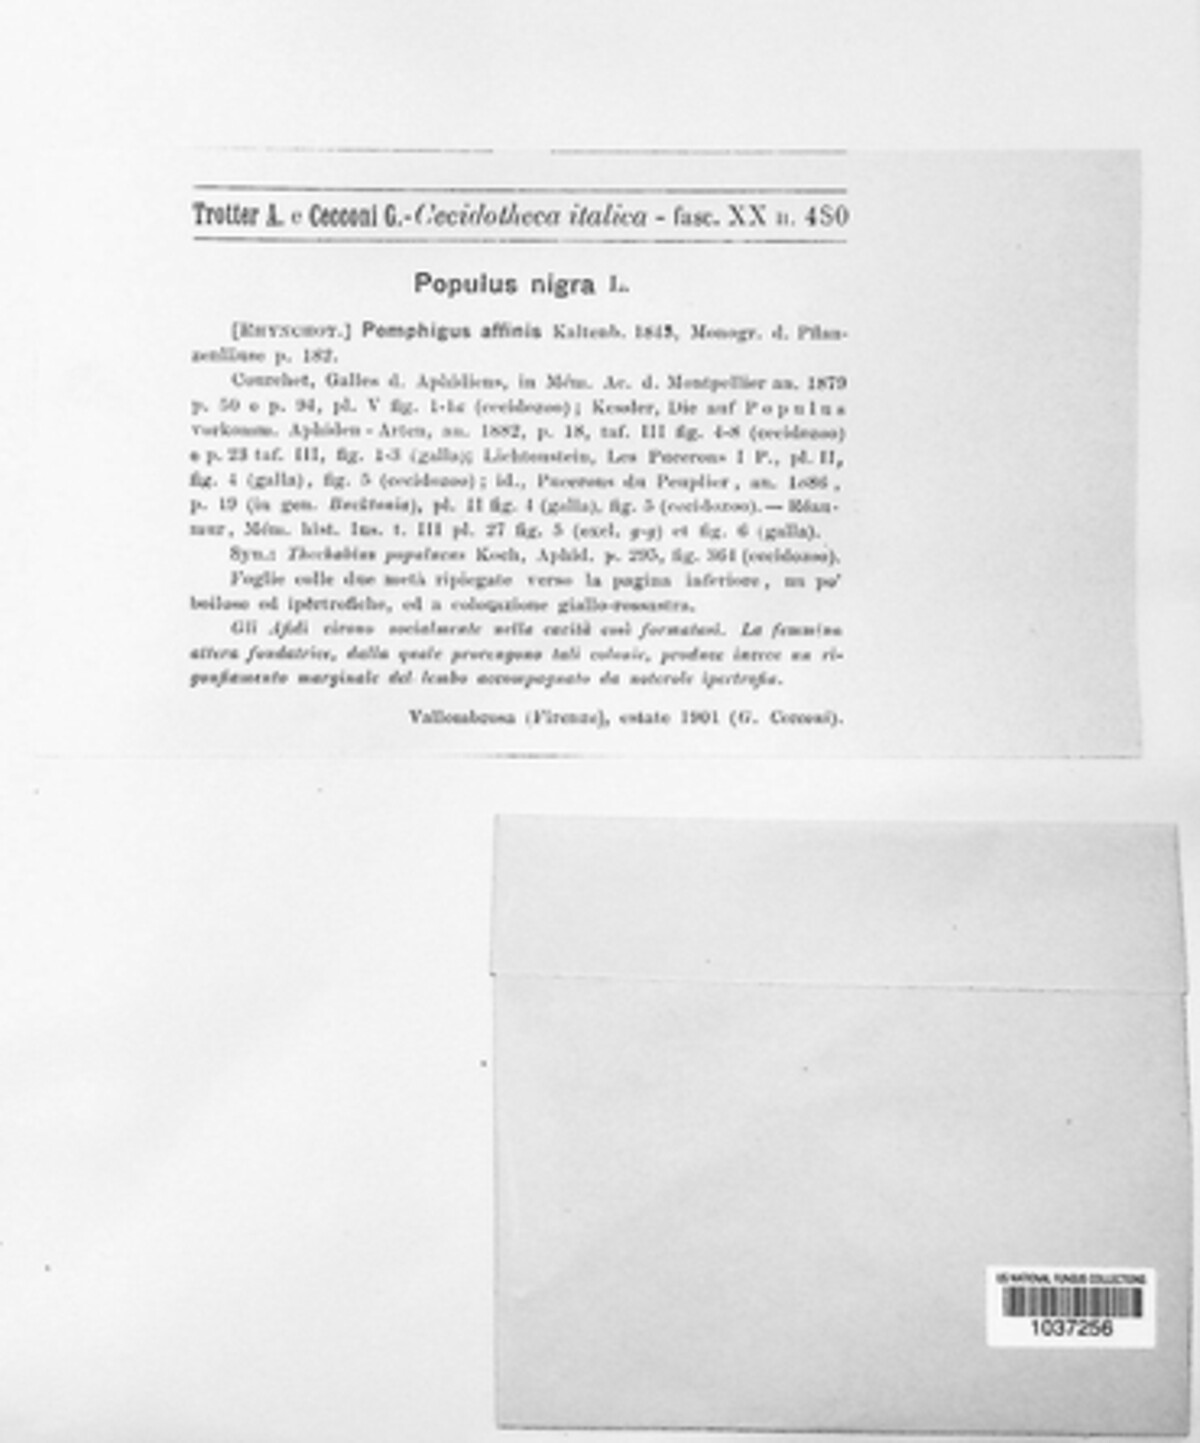 Trotter A. e Cecconi G.-Cecidotheca italica - fasc. XX n. 480
Populus nigra L.
[RHYNCHOT.] Pemphigus affinis Kaltenb. 1843, Monogr. d. Pflan-
zenläuse p. 182.
Courchet, Galles d. Aphidiens, in Mém. Ac. d. Montpellier an. 1879
p. 50 e p. 94, pl. V fig. 1-1c (cecidozoo); Kessler, Die auf Populus
vorkomm. Aphiden-Arten, an. 1882, p. 18, taf. III fig. 4-8 (cecidozoo)
e p. 23 taf. III, fig. 1-3 (galla); Lichtenstein, Les Pucerons I P., pl. II,
fig. 4 (galla), fig. 5 (cecidozoo); id., Pucerons du Peuplier, an. 1886,
p. 19 (in gen. ), pl. II fig. 4 (galla), fig. 5 (cecidozoo).— Réau-
mur, Mém. hist. Ins. t. III pl. 27 fig. 5 (excl. g-g) et fig. 6 (galla).
Syn.: Thecabius populneus Koch, Aphid. p. 295, fig. 361 (cecidozoo).
Foglie colle due metà ripiegate verso la pagina inferiore, un po'
bollose ed ipertrofiche, ed a colorazione giallo-rossastra.
Gli Afidi vivono socialmente nella cavità così formatasi. La femmina
attera fondatrice, dalla quale provengono tali colonie, produce invece un ri-
gonfiamento marginale del lembo accompagnato da notevole ipertrofia.
Vallombrosa (Firenze), estate 1901 (G. Cecconi).
US NATIONAL FUNGUS COLLECTIONS
1037256